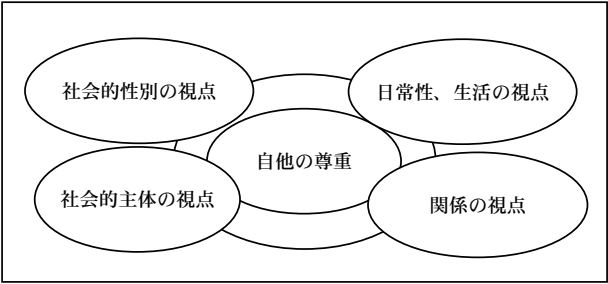 社会的性別の視点
日常性、生活の視点
自他の尊重
社会的主体の視点
関係の視点